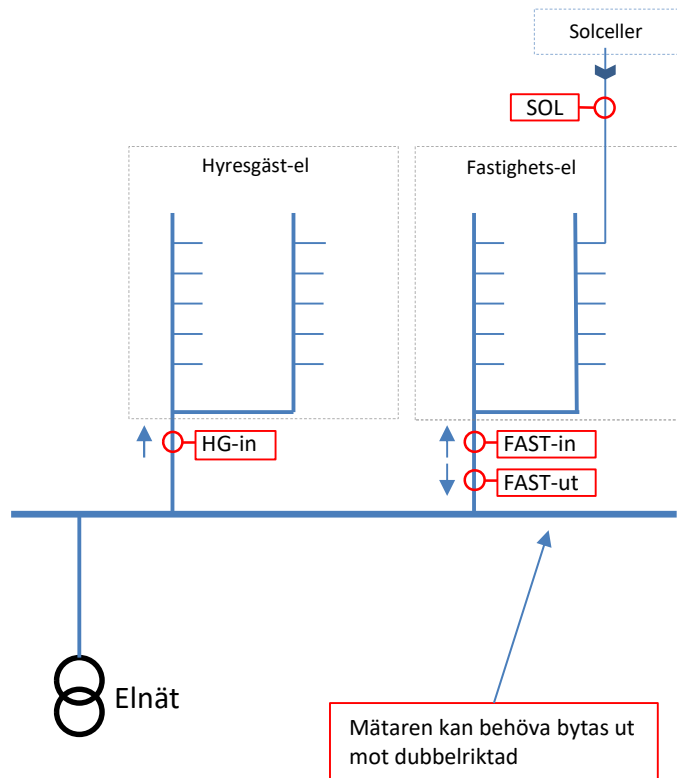 Solceller
SOL
Hyresgäst-el
Fastighets-el
HG-in
FAST-in
FAST-ut
Elnät
Mätaren kan behöva bytas ut
mot dubbelriktad